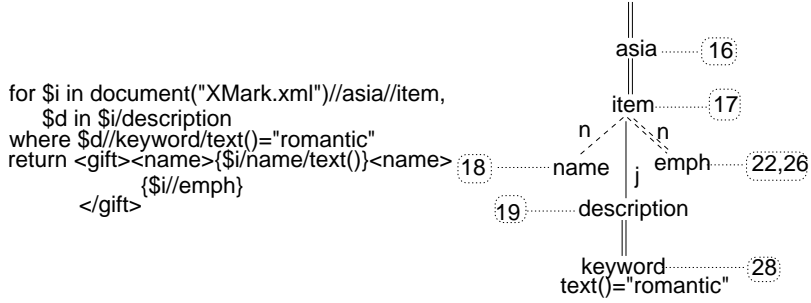 for $i in document("XMark.xml")//asia//item,
$d in $i/description
where $d//keyword/text()="romantic"
return <gift><name>{$i/name/text()}<name>
{$i//emph}
</gift>
asia 16
item 17
n n
18 name emph 22,26
j
19 description
keyword 28
text()="romantic"